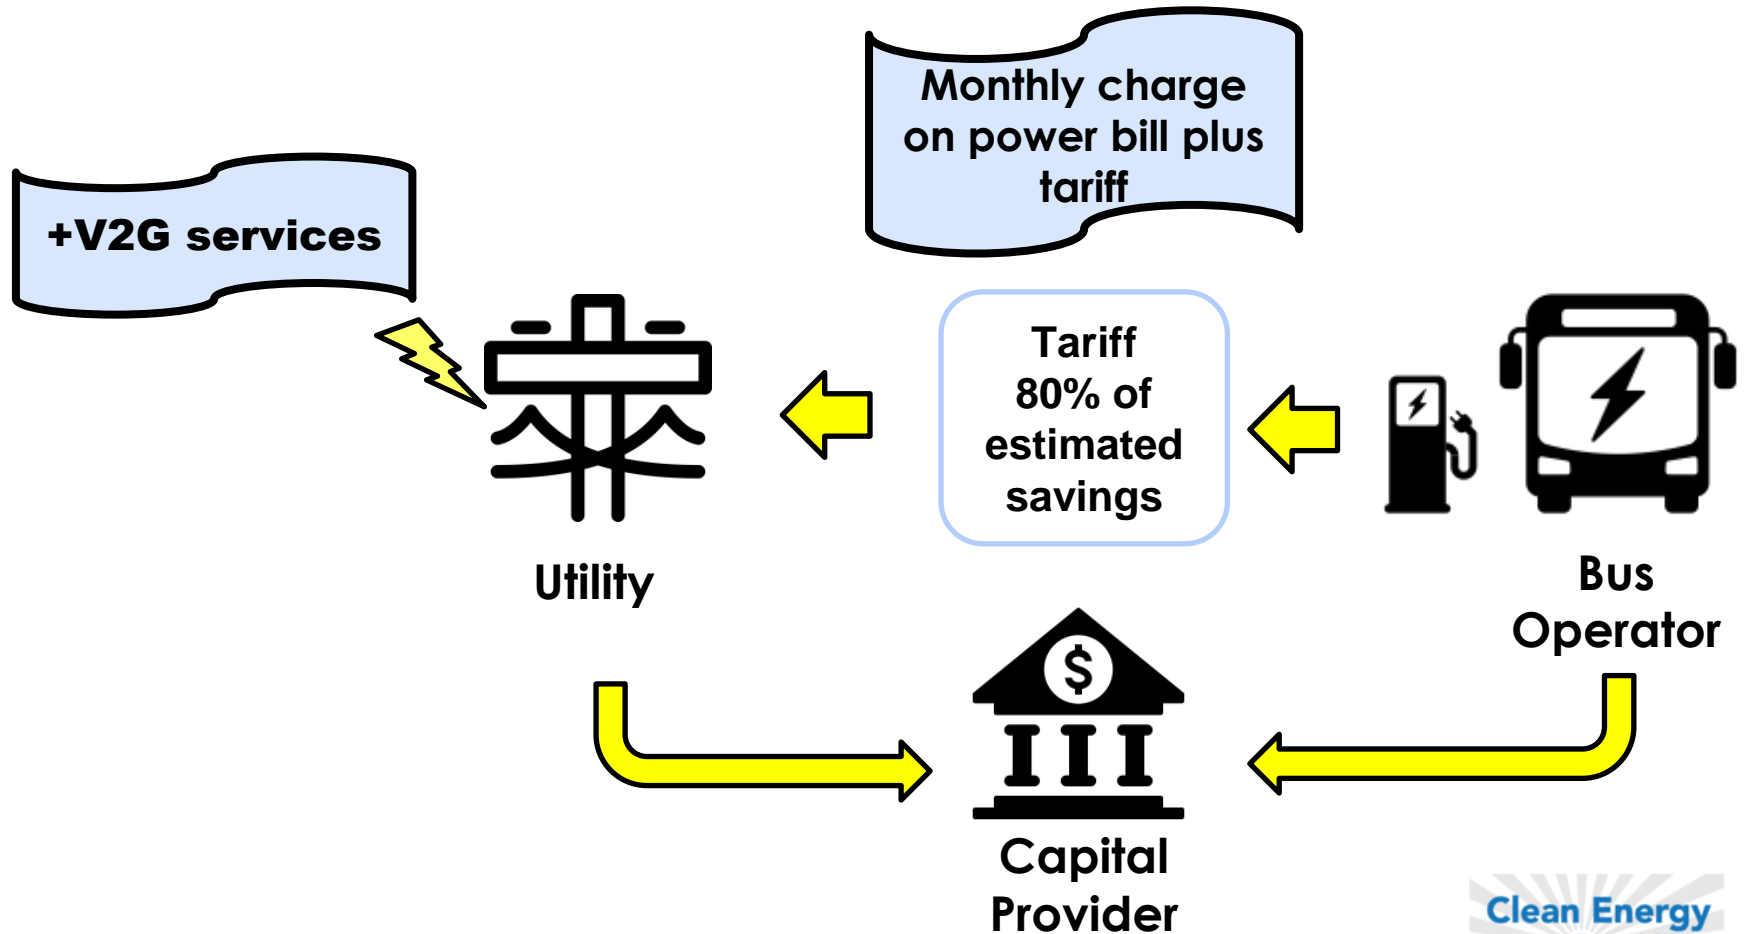 Monthly charge
on power bill plus
tariff
+V2G services
Tariff
80% of
estimated
savings
Utility
Bus
Operator
$
Capital
Provider
Clean Energy